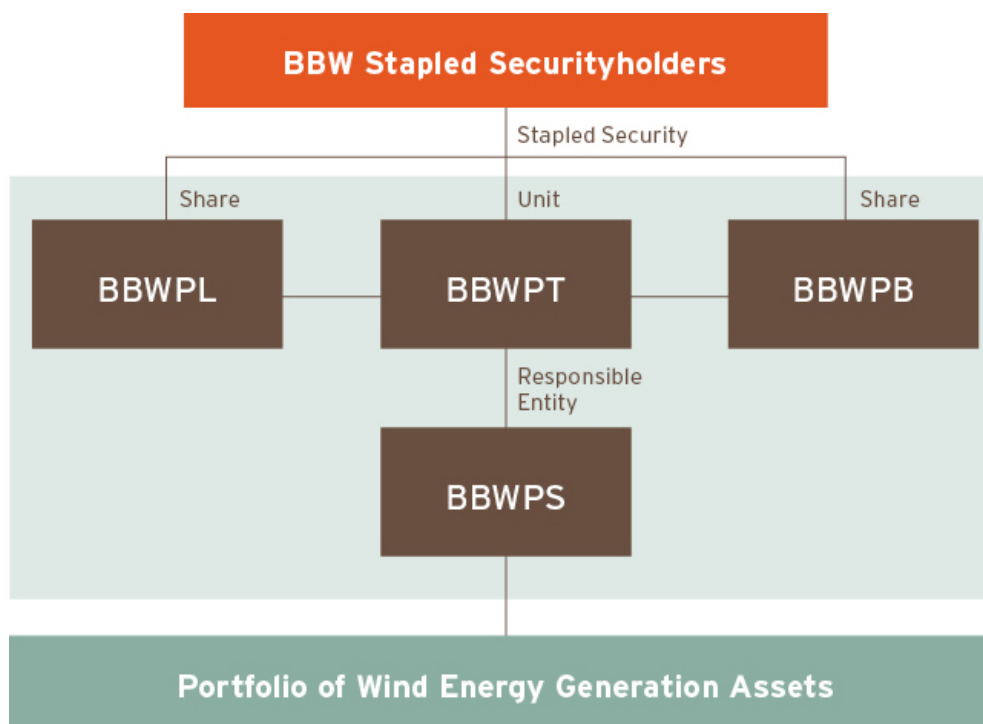 BBW Stapled Securityholders
Stapled Security
Share
Unit
Share
BBWPL
BBWPT
BBWPB
Responsible
Entity
BBWPS
Portfolio of Wind Energy Generation Assets